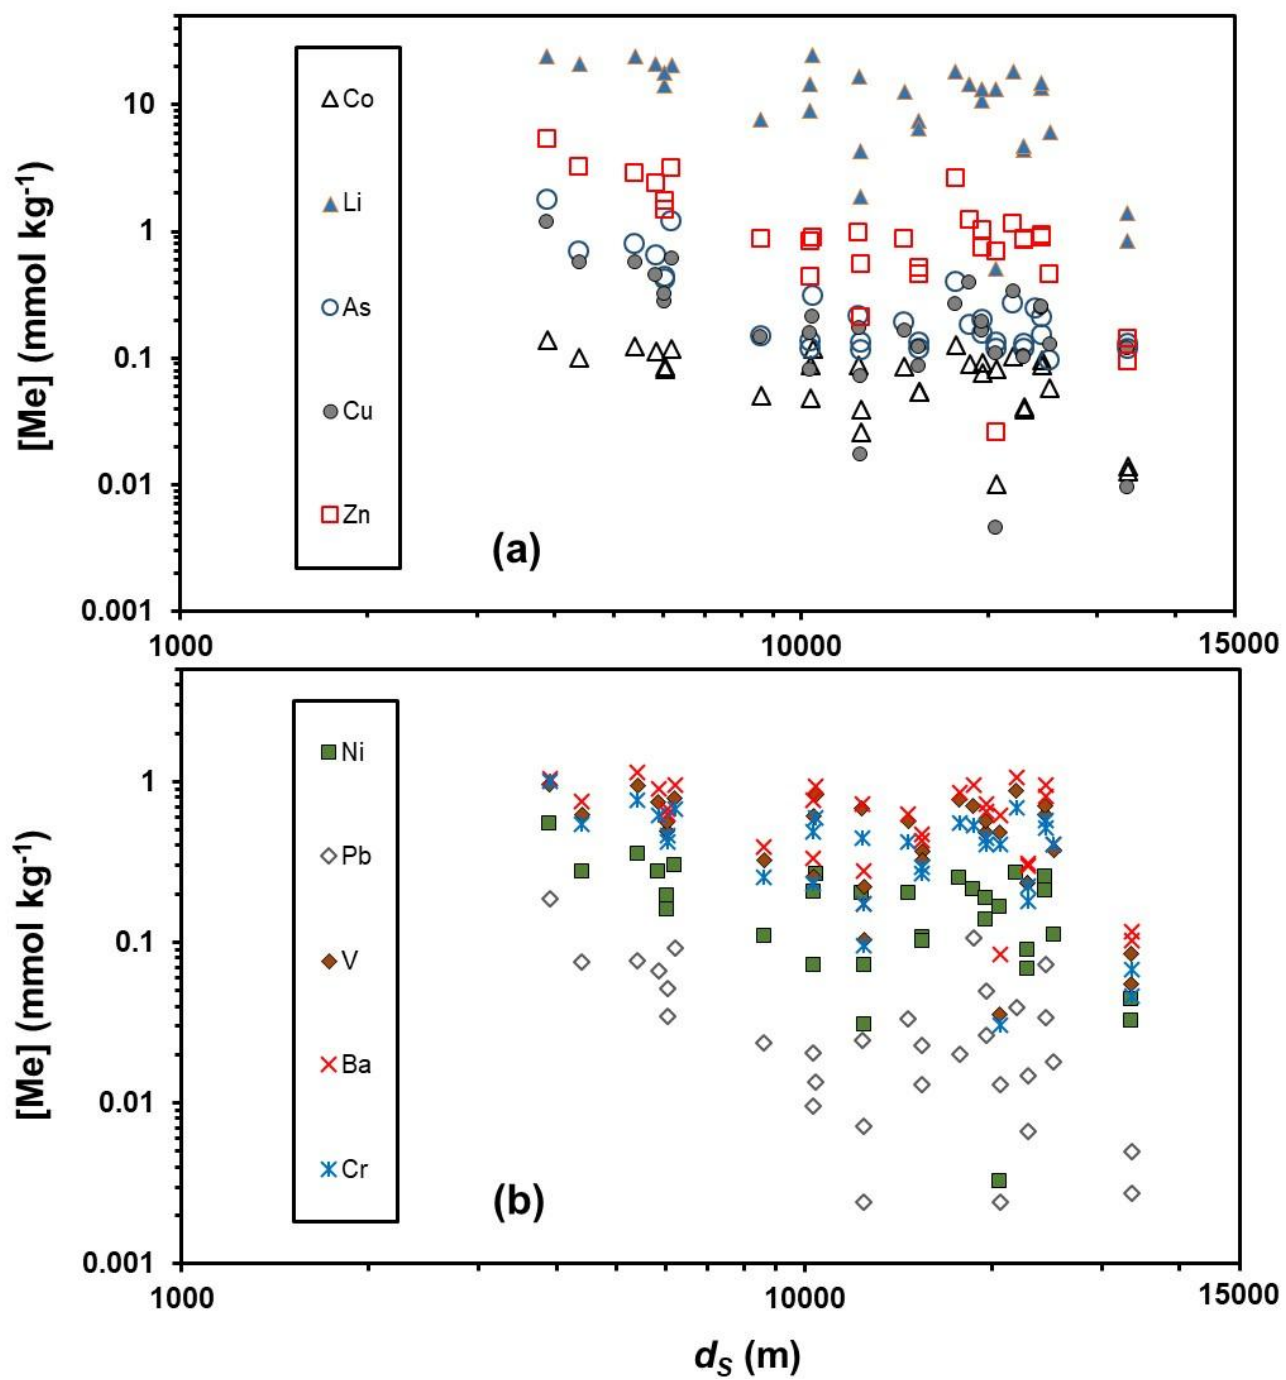 [Me] (mmol kg-1)
10
1
0.1
0.01
0.001
Co
Li
As
Cu
Zn
(a)
1000
10000
15000
[Me] (mmol kg-1)
1
0.1
0.01
0.001
Ni
Pb
V
Ba
Cr
(b)
1000
10000
15000
dS (m)